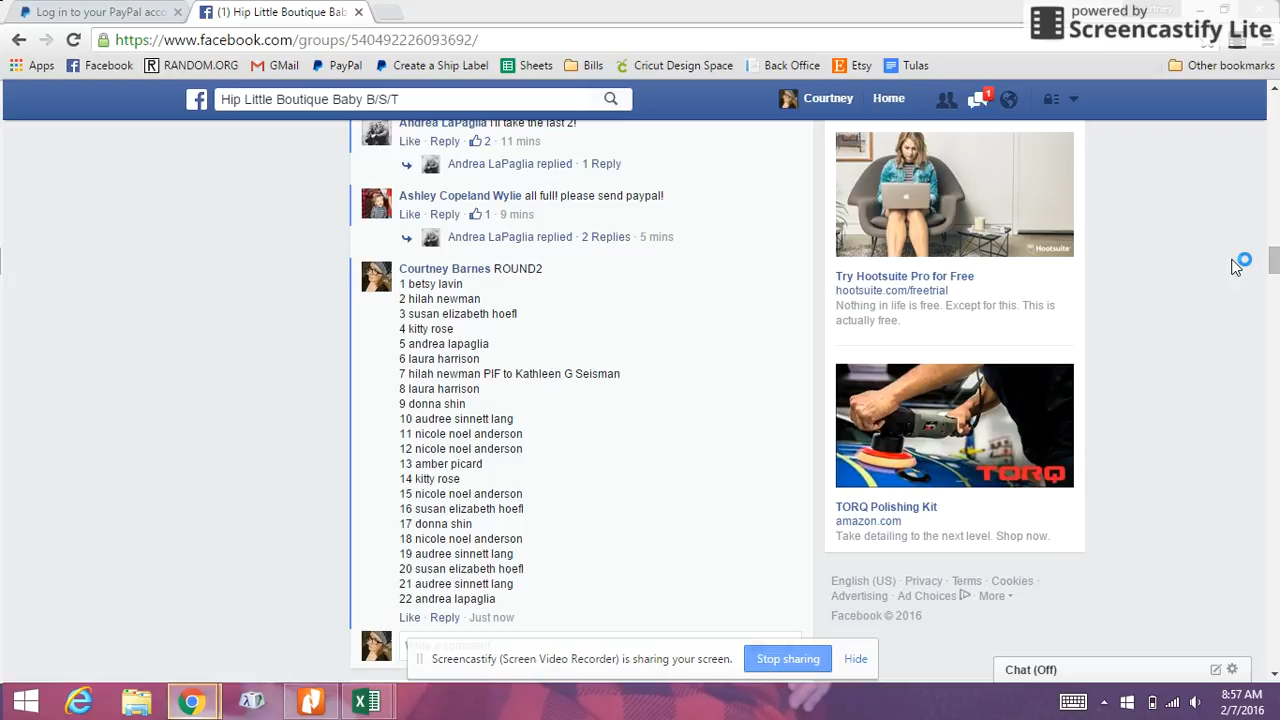 Log in to your PayPal acco
(1) Hip Little Boutique Bab
powered by
Screencastify Lite
https://www.facebook.com/groups/540492226093692/
Apps
Facebook
RANDOM.ORG
GMail
PayPal
Create a Ship Label
Sheets
Bills
Cricut Design Space
Back Office
Etsy
Tulas
Other bookmarks
Hip Little Boutique Baby B/S/T
Courtney
Home
1
Andrea LaPaglia I'll take the last 2!
Like · Reply · 2 · 11 mins
Andrea LaPaglia replied · 1 Reply
Ashley Copeland Wylie all full! please send paypal!
Like · Reply · 1 · 9 mins
Andrea LaPaglia replied · 2 Replies · 5 mins
Courtney Barnes ROUND2
1 betsy lavin
2 hilah newman
3 susan elizabeth hoefl
4 kitty rose
5 andrea lapaglia
6 laura harrison
7 hilah newman PIF to Kathleen G Seisman
8 laura harrison
9 donna shin
10 audree sinnett lang
11 nicole noel anderson
12 nicole noel anderson
13 amber picard
14 kitty rose
15 nicole noel anderson
16 susan elizabeth hoefl
17 donna shin
18 nicole noel anderson
19 audree sinnett lang
20 susan elizabeth hoefl
21 audree sinnett lang
22 andrea lapaglia
Like · Reply · Just now
Hootsuite
Try Hootsuite Pro for Free
hootsuite.com/freetrial
Nothing in life is free. Except for this. This is
actually free.
TORQ
TORQ Polishing Kit
amazon.com
Take detailing to the next level. Shop now.
English (US) · Privacy · Terms · Cookies ·
Advertising · Ad Choices · More
Facebook © 2016
Write a comment
Screencastify (Screen Video Recorder) is sharing your screen.
Stop sharing
Hide
Chat (Off)
8:57 AM
2/7/2016